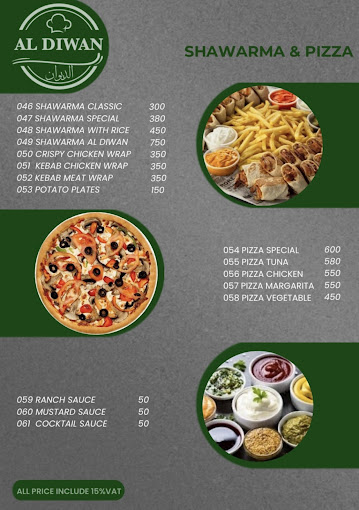 AL DIWAN
الديوان
SHAWARMA & PIZZA
046 SHAWARMA CLASSIC 300
047 SHAWARMA SPECIAL 380
048 SHAWARMA WITH RICE 450
049 SHAWARMA AL DIWAN 750
050 CRISPY CHICKEN WRAP 350
051 KEBAB CHICKEN WRAP 350
052 KEBAB MEAT WRAP 350
053 POTATO PLATES 150
054 PIZZA SPECIAL 600
055 PIZZA TUNA 580
056 PIZZA CHICKEN 550
057 PIZZA MARGARITA 550
058 PIZZA VEGETABLE 450
059 RANCH SAUCE 50
060 MUSTARD SAUCE 50
061 COCKTAIL SAUCE 50
ALL PRICE INCLUDE 15%VAT